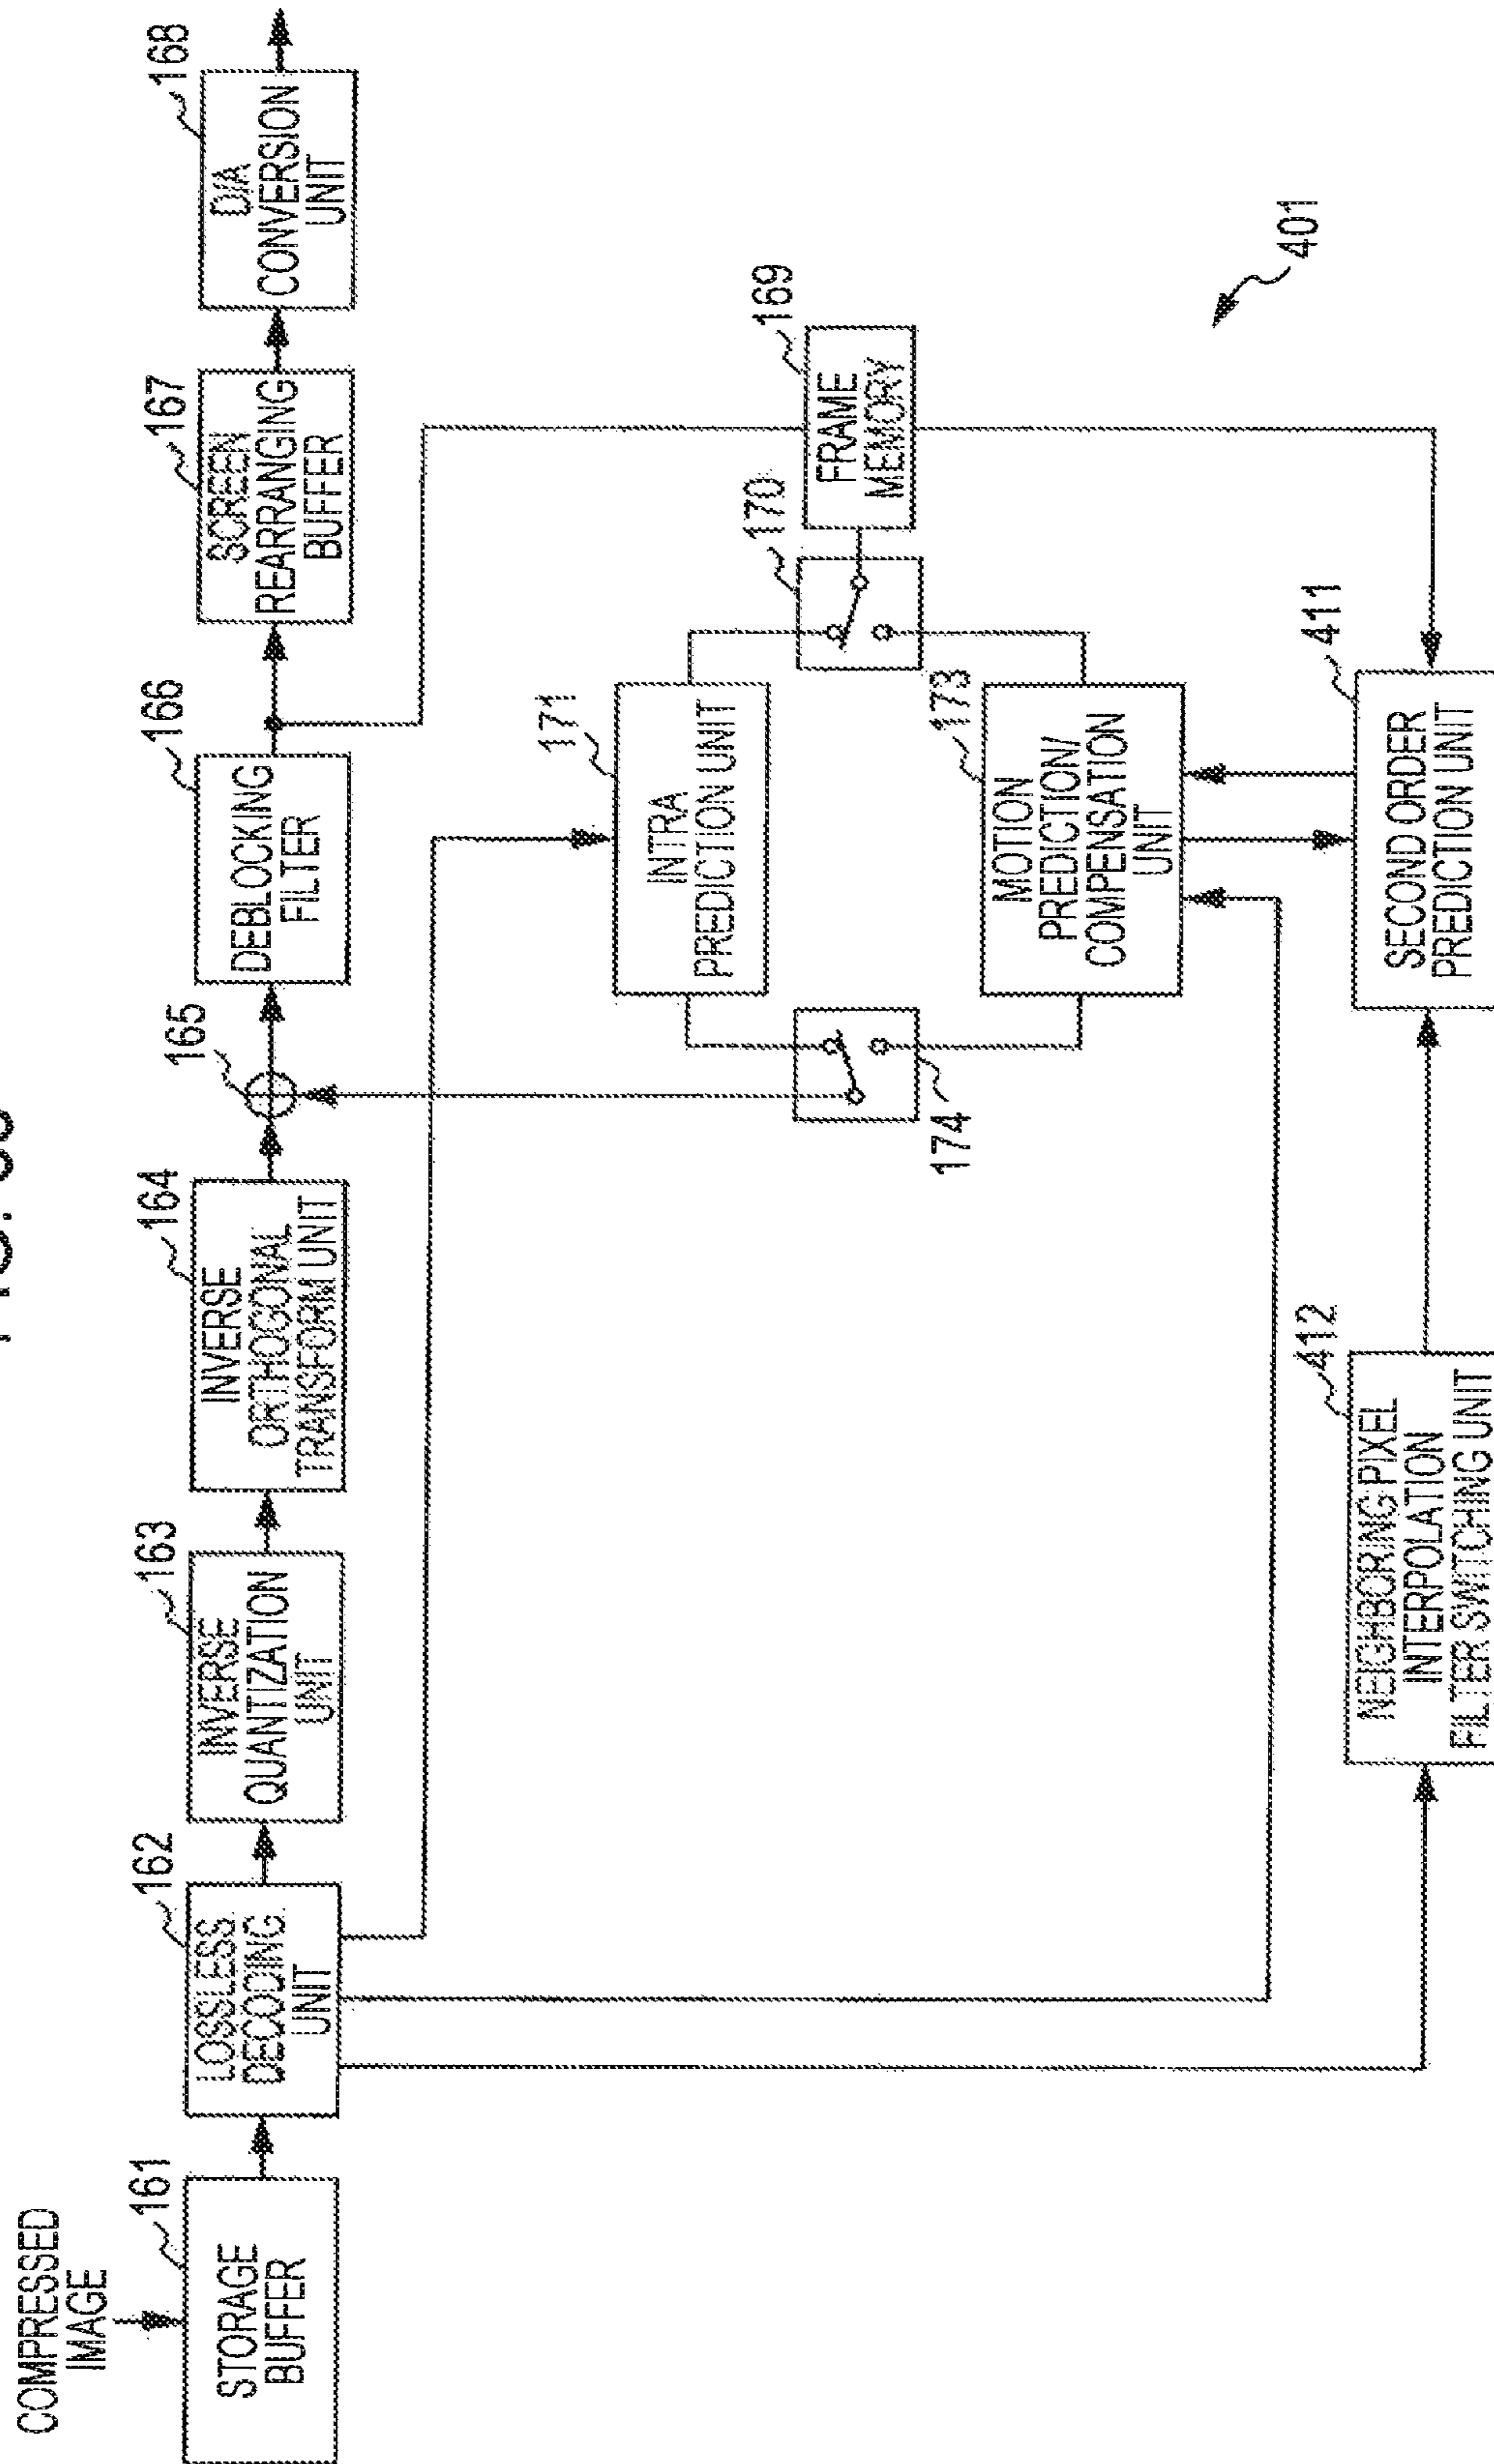 COMPRESSED
IMAGE
161
STORAGE
BUFFER
162
LOSSLESS
DECODING
UNIT
163
INVERSE
QUANTIZATION
UNIT
164
INVERSE
ORTHOGONAL
TRANSFORM UNIT
165
166
DEBLOCKING
FILTER
167
SCREEN
REARRANGING
BUFFER
168
D/A
CONVERSION
UNIT
171
INTRA
PREDICTION UNIT
174
170
169
FRAME
MEMORY
173
MOTION
PREDICTION/
COMPENSATION
UNIT
401
412
NEIGHBORING PIXEL
INTERPOLATION
FILTER SWITCHING UNIT
411
SECOND ORDER
PREDICTION UNIT